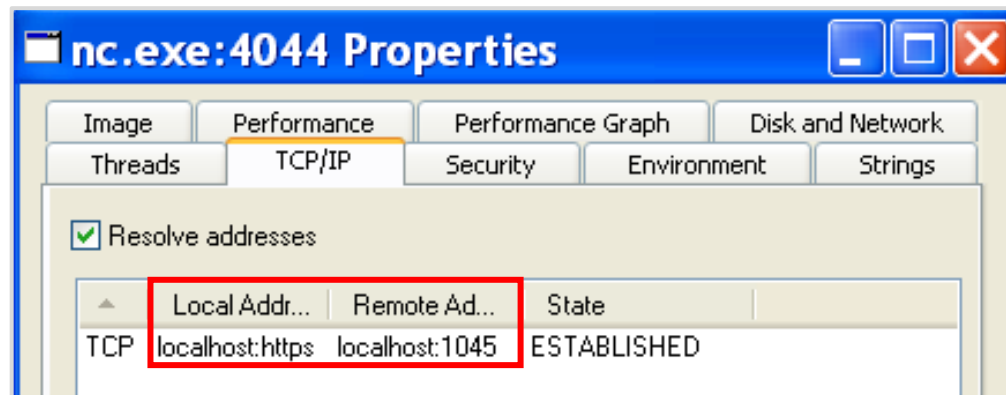 nc.exe:4044 Properties
Image Performance Performance Graph Disk and Network
Threads TCP/IP Security Environment Strings
Resolve addresses
Local Addr... Remote Ad... State
TCP localhost:https localhost:1045 ESTABLISHED